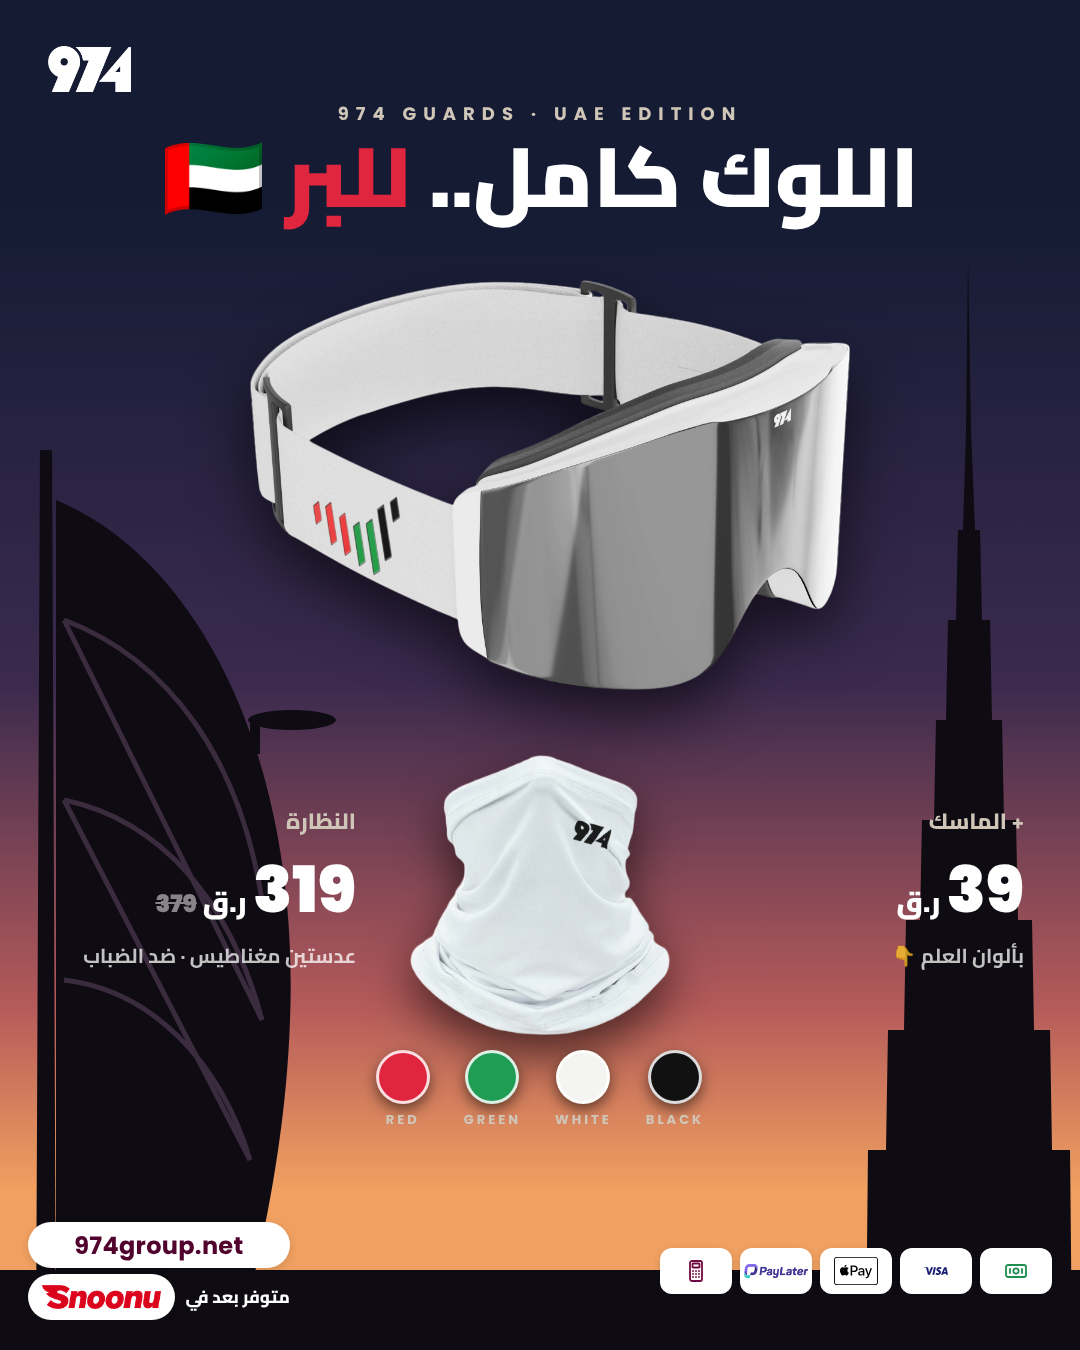 974
974 GUARDS · UAE EDITION
اللوك كامل.. للبر
974
974
النظارة
319 ر.ق 379
عدستين مغناطيس · ضد الضباب
+ الماسك
39 ر.ق
بألوان العلم
RED GREEN WHITE BLACK
974group.net
متوفر بعد في Snoonu
PayLater
Pay
VISA